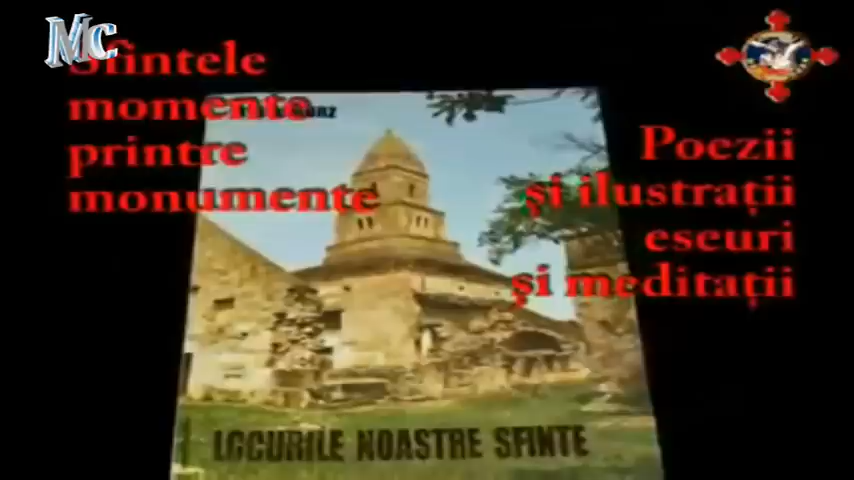 Mc
Sfintele
momente
printre
monumente
Poezii
și ilustrații
eseuri
și meditații
LOCURILE NOASTRE SFINTE